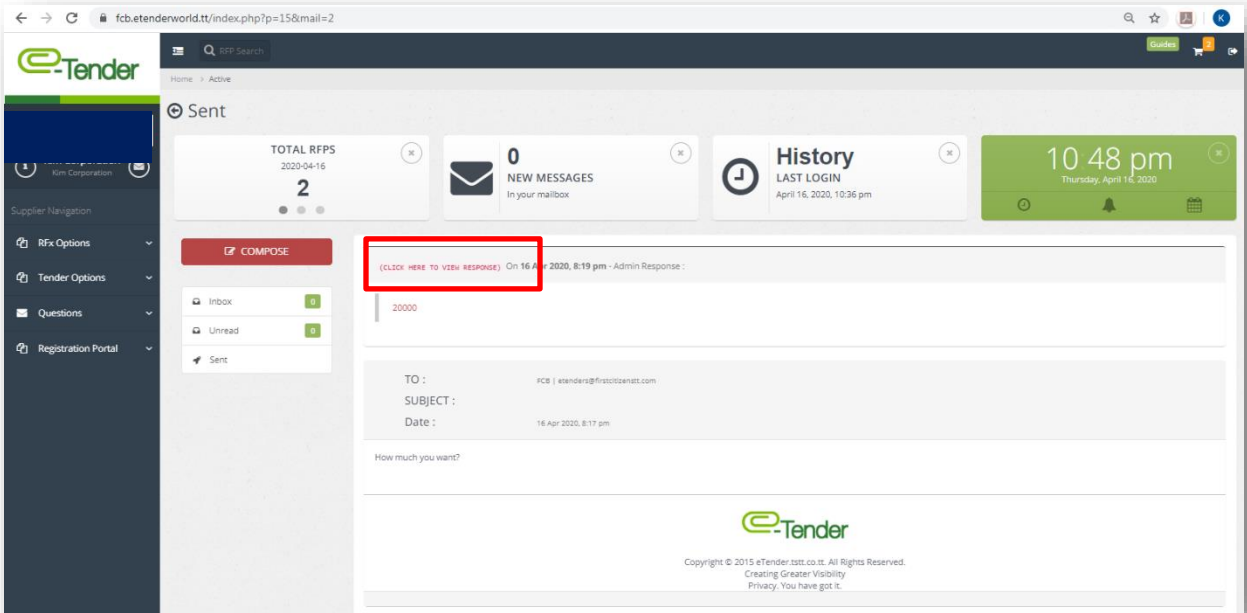 fcb.etenderworld.tt/index.php?p=15&mail=2
K
e-Tender
RFP Search
Guides
2
Home > Active
Sent
Kim Corporation
Supplier Navigation
RFx Options
Tender Options
Questions
Registration Portal
TOTAL RFPS
2020-04-16
2
0
NEW MESSAGES
In your mailbox
History
LAST LOGIN
April 16, 2020, 10:36 pm
10:48 pm
Thursday, April 16, 2020
COMPOSE
Inbox 0
Unread 0
Sent
(CLICK HERE TO VIEW RESPONSE) On 16 Apr 2020, 8:19 pm - Admin Response :
20000
TO : FCB | etenders@firstcitizenstt.com
SUBJECT :
Date : 16 Apr 2020, 8:17 pm
How much you want?
e-Tender
Copyright © 2015 eTender.tstt.co.tt. All Rights Reserved.
Creating Greater Visibility
Privacy. You have got it.